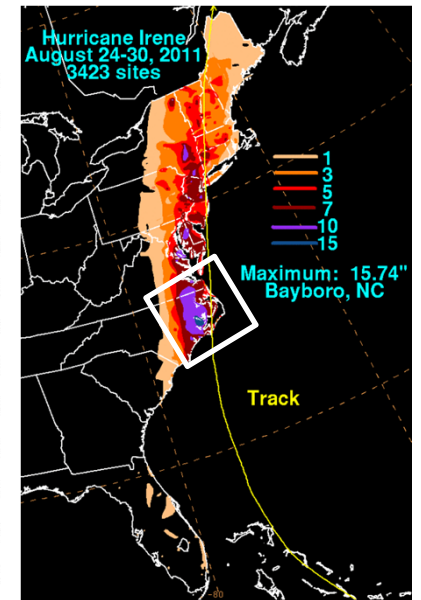 Hurricane Irene
August 24-30, 2011
3423 sites
1
3
5
7
10
15
Maximum: 15.74"
Bayboro, NC
Track
-80